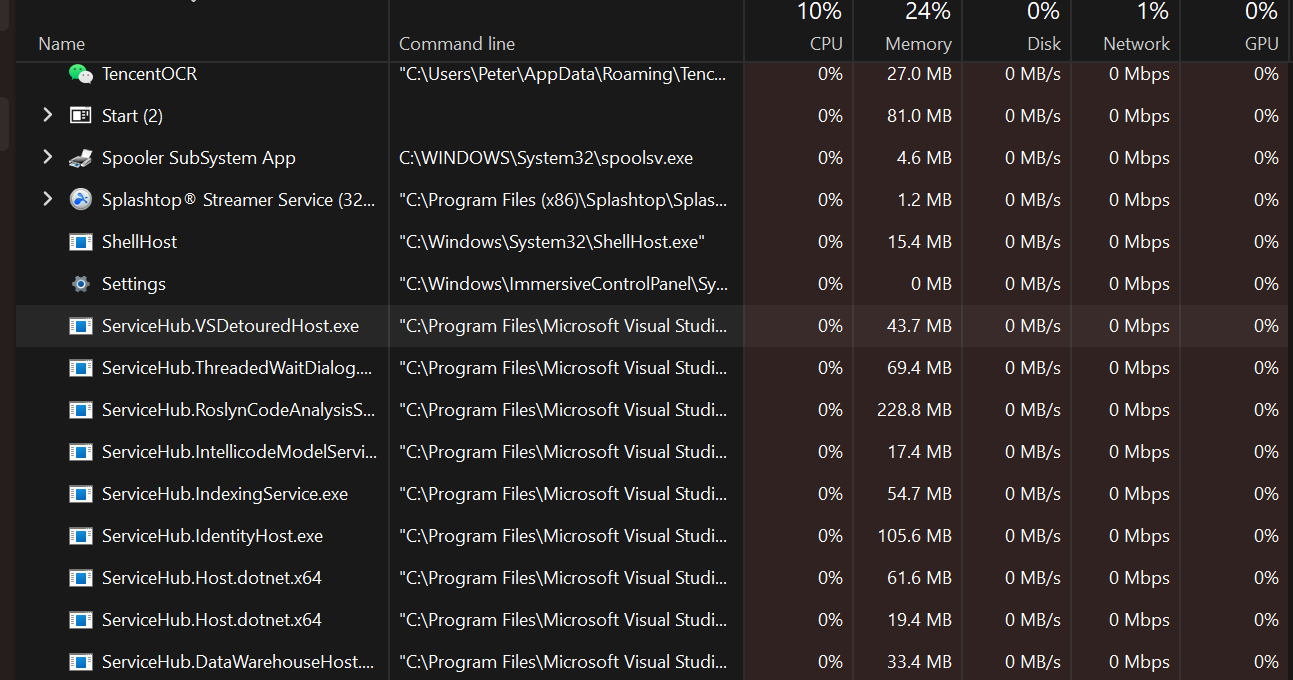 10% 24% 0% 1% 0%
Name Command line CPU Memory Disk Network GPU
TencentOCR "C:\Users\Peter\AppData\Roaming\Tenc... 0% 27.0 MB 0 MB/s 0 Mbps 0%
Start (2) 0% 81.0 MB 0 MB/s 0 Mbps 0%
Spooler SubSystem App C:\WINDOWS\System32\spoolsv.exe 0% 4.6 MB 0 MB/s 0 Mbps 0%
Splashtop® Streamer Service (32... "C:\Program Files (x86)\Splashtop\Splas... 0% 1.2 MB 0 MB/s 0 Mbps 0%
ShellHost "C:\Windows\System32\ShellHost.exe" 0% 15.4 MB 0 MB/s 0 Mbps 0%
Settings "C:\Windows\ImmersiveControlPanel\Sy... 0% 0 MB 0 MB/s 0 Mbps 0%
ServiceHub.VSDetouredHost.exe "C:\Program Files\Microsoft Visual Studi... 0% 43.7 MB 0 MB/s 0 Mbps 0%
ServiceHub.ThreadedWaitDialog.... "C:\Program Files\Microsoft Visual Studi... 0% 69.4 MB 0 MB/s 0 Mbps 0%
ServiceHub.RoslynCodeAnalysisS... "C:\Program Files\Microsoft Visual Studi... 0% 228.8 MB 0 MB/s 0 Mbps 0%
ServiceHub.IntellicodeModelServi... "C:\Program Files\Microsoft Visual Studi... 0% 17.4 MB 0 MB/s 0 Mbps 0%
ServiceHub.IndexingService.exe "C:\Program Files\Microsoft Visual Studi... 0% 54.7 MB 0 MB/s 0 Mbps 0%
ServiceHub.IdentityHost.exe "C:\Program Files\Microsoft Visual Studi... 0% 105.6 MB 0 MB/s 0 Mbps 0%
ServiceHub.Host.dotnet.x64 "C:\Program Files\Microsoft Visual Studi... 0% 61.6 MB 0 MB/s 0 Mbps 0%
ServiceHub.Host.dotnet.x64 "C:\Program Files\Microsoft Visual Studi... 0% 19.4 MB 0 MB/s 0 Mbps 0%
ServiceHub.DataWarehouseHost.... "C:\Program Files\Microsoft Visual Studi... 0% 33.4 MB 0 MB/s 0 Mbps 0%